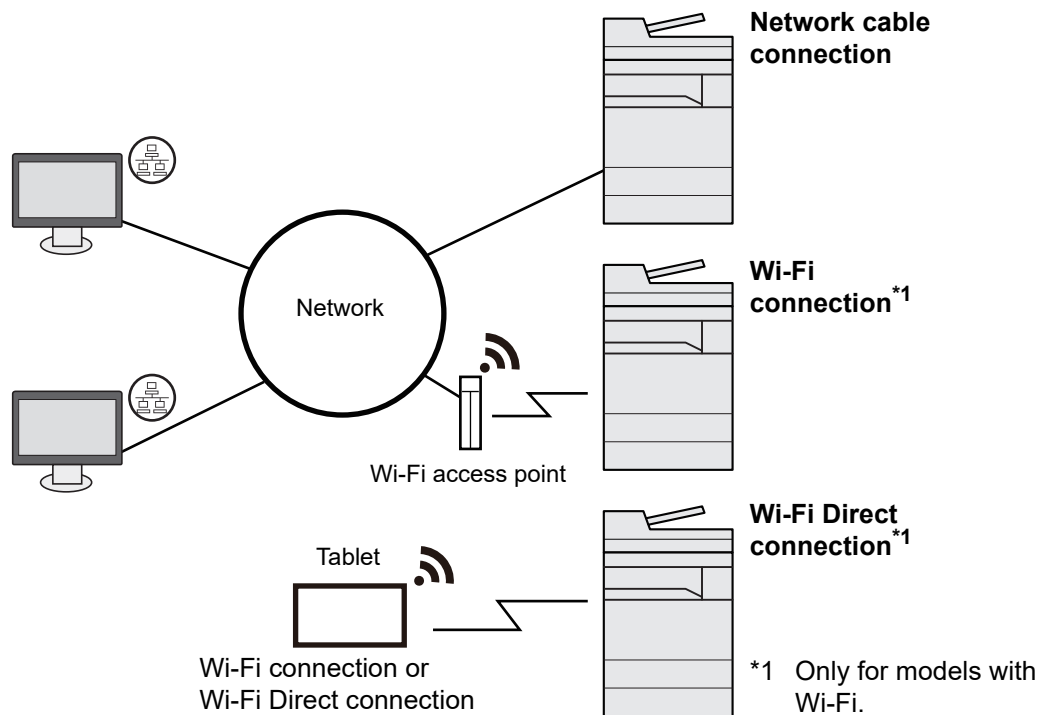 Network cable
connection
Network
Wi-Fi
connection*1
Wi-Fi access point
Wi-Fi Direct
connection*1
Tablet
Wi-Fi connection or
Wi-Fi Direct connection
*1 Only for models with
Wi-Fi.